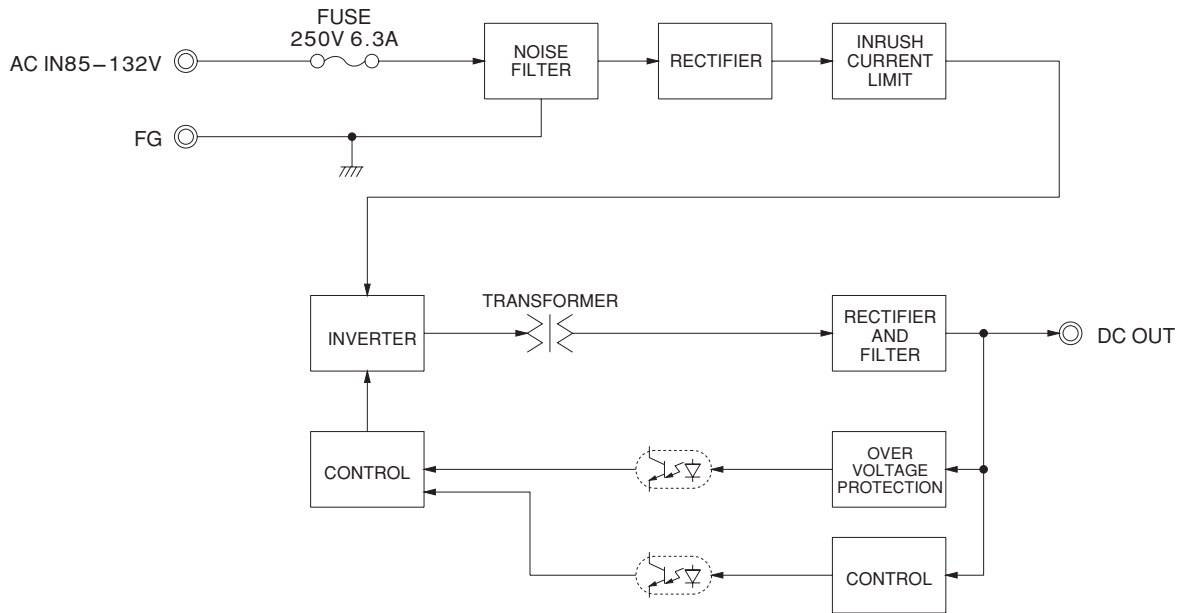 FUSE
250V 6.3A
AC IN85–132V
NOISE
FILTER
RECTIFIER
INRUSH
CURRENT
LIMIT
FG
TRANSFORMER
INVERTER
RECTIFIER
AND
FILTER
DC OUT
CONTROL
OVER
VOLTAGE
PROTECTION
CONTROL